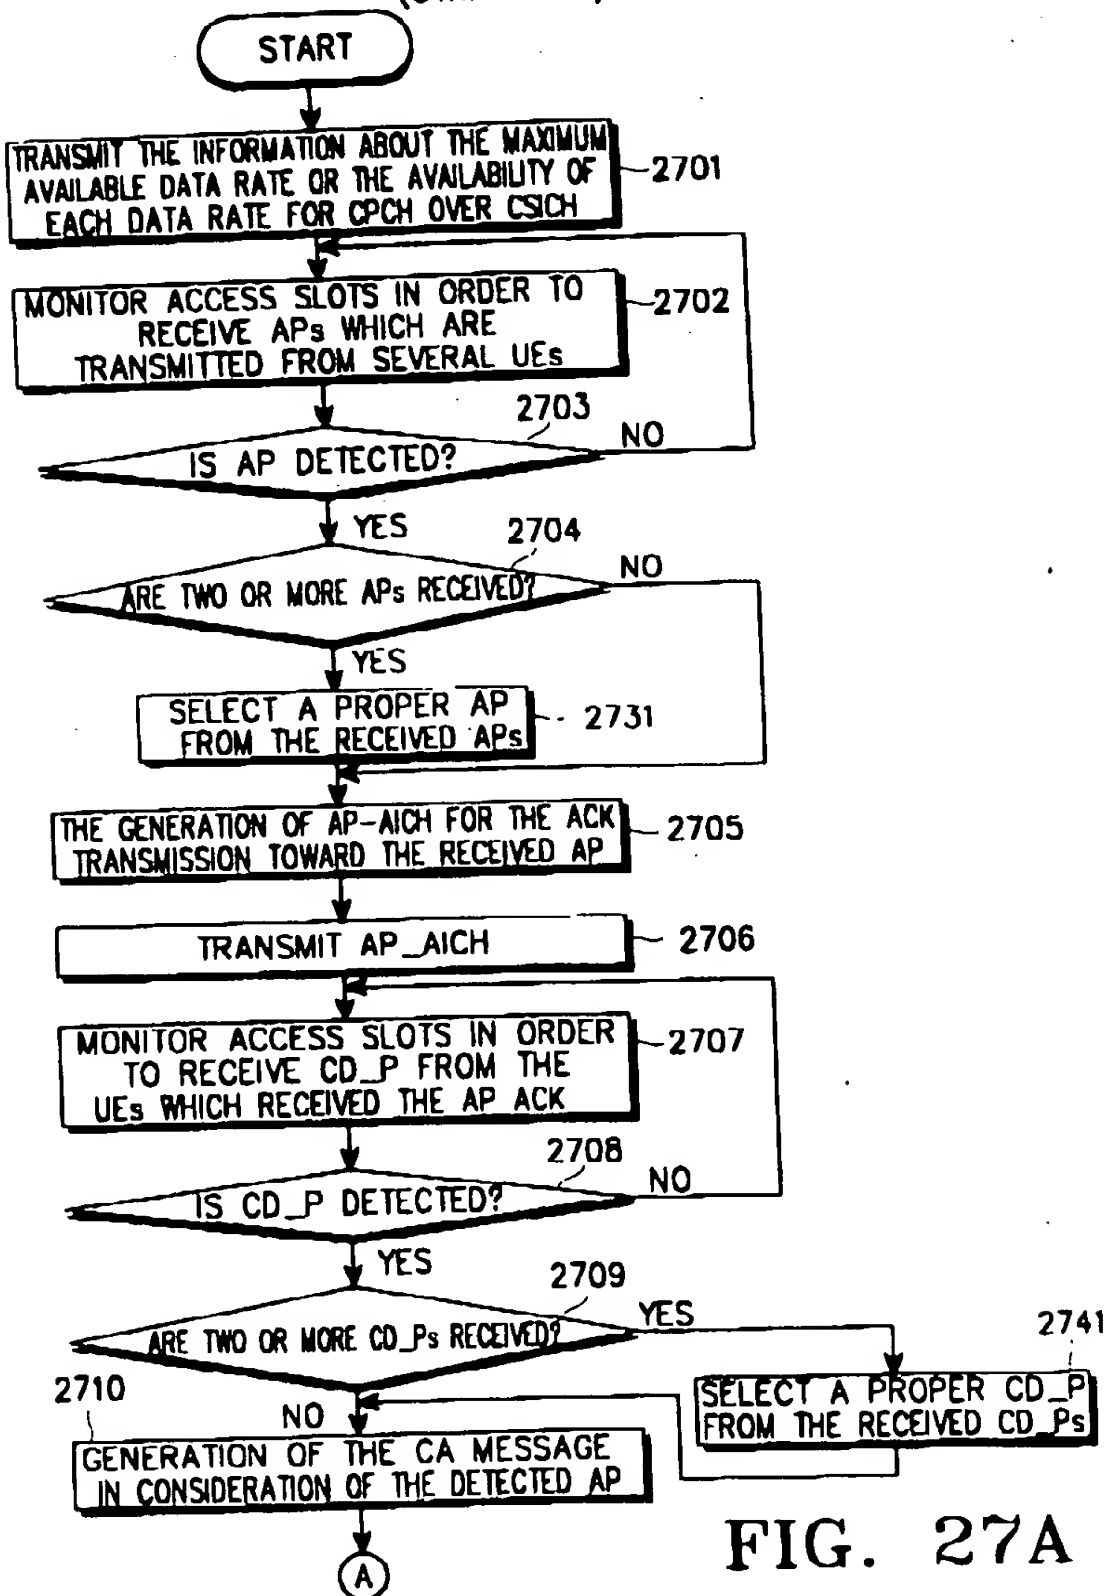 START
TRANSMIT THE INFORMATION ABOUT THE MAXIMUM
AVAILABLE DATA RATE OR THE AVAILABILITY OF
EACH DATA RATE FOR CPCH OVER CSICH
2701
MONITOR ACCESS SLOTS IN ORDER TO
RECEIVE APs WHICH ARE
TRANSMITTED FROM SEVERAL UEs
2702
2703
IS AP DETECTED?
NO
YES
2704
ARE TWO OR MORE APs RECEIVED?
NO
YES
SELECT A PROPER AP
FROM THE RECEIVED APs
2731
THE GENERATION OF AP-AICH FOR THE ACK
TRANSMISSION TOWARD THE RECEIVED AP
2705
TRANSMIT AP_AICH
2706
MONITOR ACCESS SLOTS IN ORDER
TO RECEIVE CD_P FROM THE
UEs WHICH RECEIVED THE AP ACK
2707
2708
IS CD_P DETECTED?
NO
YES
2709
ARE TWO OR MORE CD_Ps RECEIVED?
YES
2741
SELECT A PROPER CD_P
FROM THE RECEIVED CD_Ps
2710
NO
GENERATION OF THE CA MESSAGE
IN CONSIDERATION OF THE DETECTED AP
A
FIG. 27A